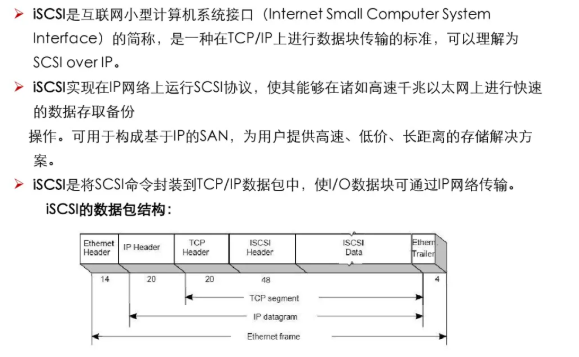 ➤ iSCSI是互联网小型计算机系统接口（Internet Small Computer System
Interface）的简称，是一种在TCP/IP上进行数据块传输的标准，可以理解为
SCSI over IP。
➤ iSCSI实现在IP网络上运行SCSI协议，使其能够在诸如高速千兆以太网上进行快速
的数据存取备份
操作。可用于构成基于IP的SAN，为用户提供高速、低价、长距离的存储解决方
案。
➤ iSCSI是将SCSI命令封装到TCP/IP数据包中，使I/O数据块可通过IP网络传输。
iSCSI的数据包结构：
Ethernet Header
IP Header
TCP Header
ISCSI Header
ISCSI Data
Ethern Trailer
14 20 20 48 4
TCP segment
IP datagram
Ethernet frame